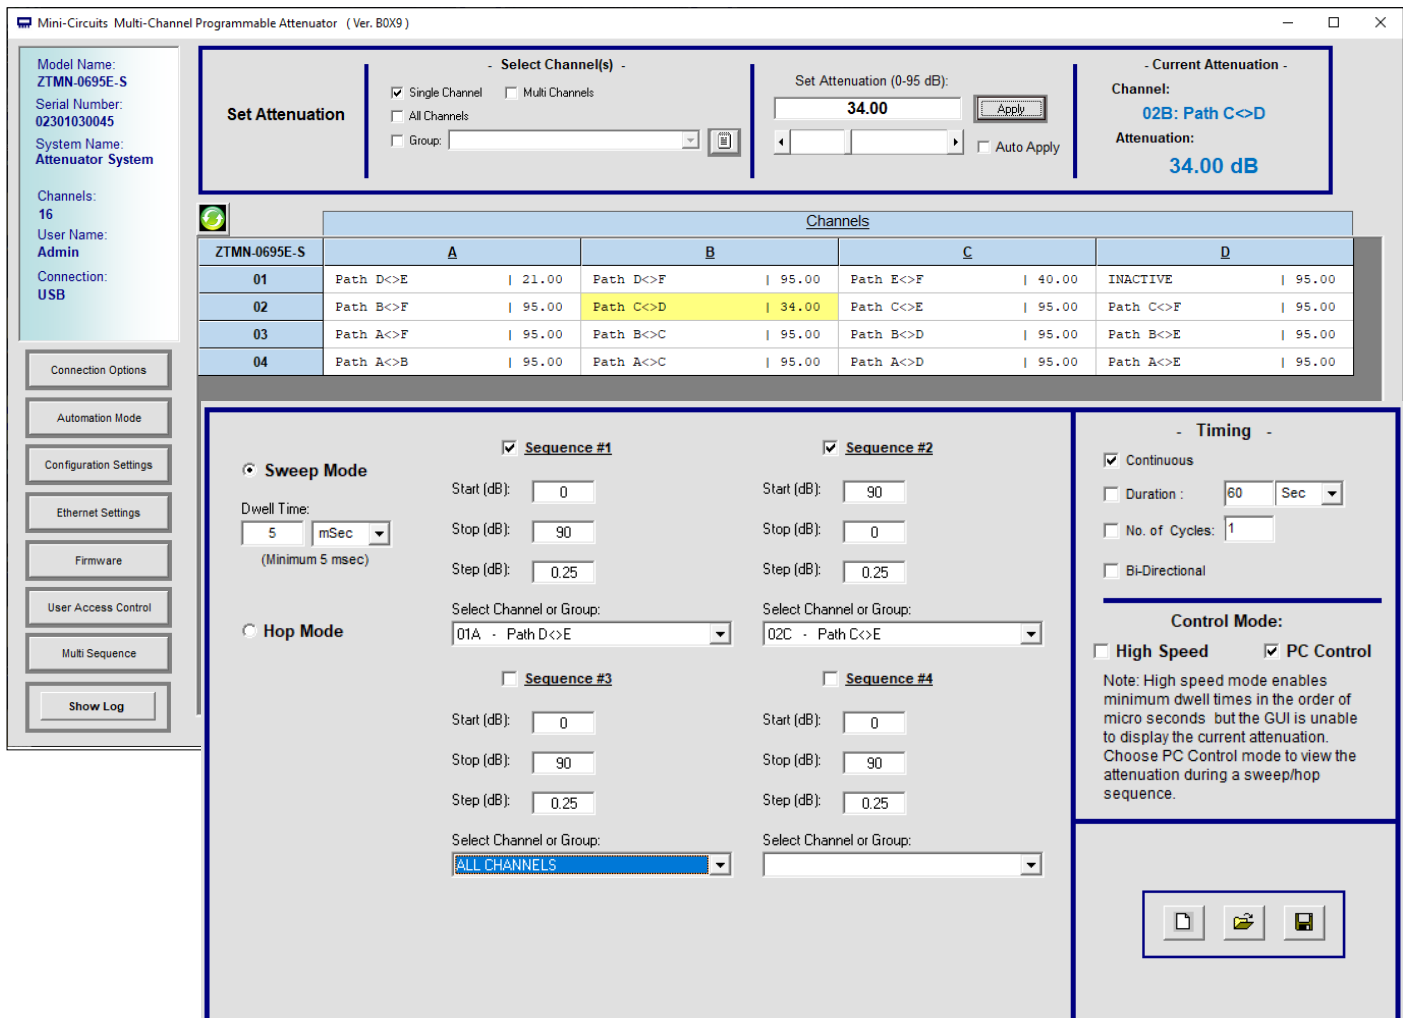 Mini-Circuits  Multi-Channel Programmable Attenuator   ( Ver. B0X9 )
Model Name:
ZTMN-0695E-S
Serial Number:
02301030045
System Name:
Attenuator System
Channels:
16
User Name:
Admin
Connection:
USB
Connection Options
Automation Mode
Configuration Settings
Ethernet Settings
Firmware
User Access Control
Multi Sequence
Show Log
Set Attenuation
- Select Channel(s) -
Single Channel
Multi Channels
All Channels
Group:
Set Attenuation (0-95 dB):
34.00
Apply
Auto Apply
- Current Attenuation -
Channel:
02B: Path C<>D
Attenuation:
34.00 dB
Channels
ZTMN-0695E-S A B C D
01 Path D<>E | 21.00 Path D<>F | 95.00 Path E<>F | 40.00 INACTIVE | 95.00
02 Path B<>F | 95.00 Path C<>D | 34.00 Path C<>E | 95.00 Path C<>F | 95.00
03 Path A<>F | 95.00 Path B<>C | 95.00 Path B<>D | 95.00 Path B<>E | 95.00
04 Path A<>B | 95.00 Path A<>C | 95.00 Path A<>D | 95.00 Path A<>E | 95.00
Sweep Mode
Dwell Time:
5 mSec
(Minimum 5 msec)
Hop Mode
Sequence #1
Start (dB): 0
Stop (dB): 90
Step (dB): 0.25
Select Channel or Group:
01A - Path D<>E
Sequence #2
Start (dB): 90
Stop (dB): 0
Step (dB): 0.25
Select Channel or Group:
02C - Path C<>E
Sequence #3
Start (dB): 0
Stop (dB): 90
Step (dB): 0.25
Select Channel or Group:
ALL CHANNELS
Sequence #4
Start (dB): 0
Stop (dB): 90
Step (dB): 0.25
Select Channel or Group:
- Timing -
Continuous
Duration : 60 Sec
No. of Cycles: 1
Bi-Directional
Control Mode:
High Speed
PC Control
Note: High speed mode enables
minimum dwell times in the order of
micro seconds but the GUI is unable
to display the current attenuation.
Choose PC Control mode to view the
attenuation during a sweep/hop
sequence.